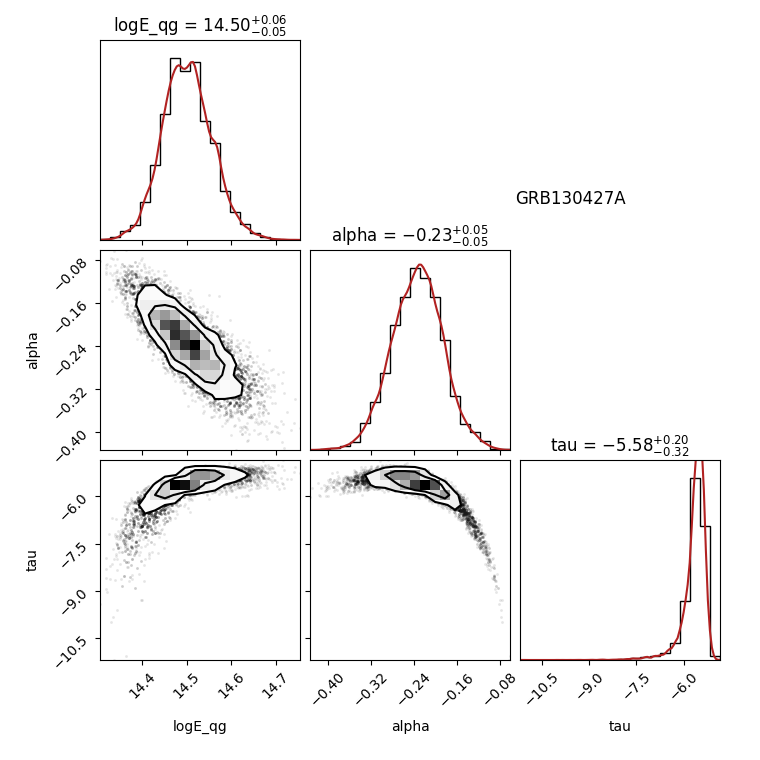 logE_qg = 14.50+0.06−0.05
GRB130427A
alpha = −0.23+0.05−0.05
−0.08
−0.16
−0.24
−0.32
−0.40
alpha
tau = −5.58+0.20−0.32
−6.0
−7.5
−9.0
−10.5
tau
14.4 14.5 14.6 14.7
−0.40 −0.32 −0.24 −0.16 −0.08
−10.5 −9.0 −7.5 −6.0
logE_qg alpha tau